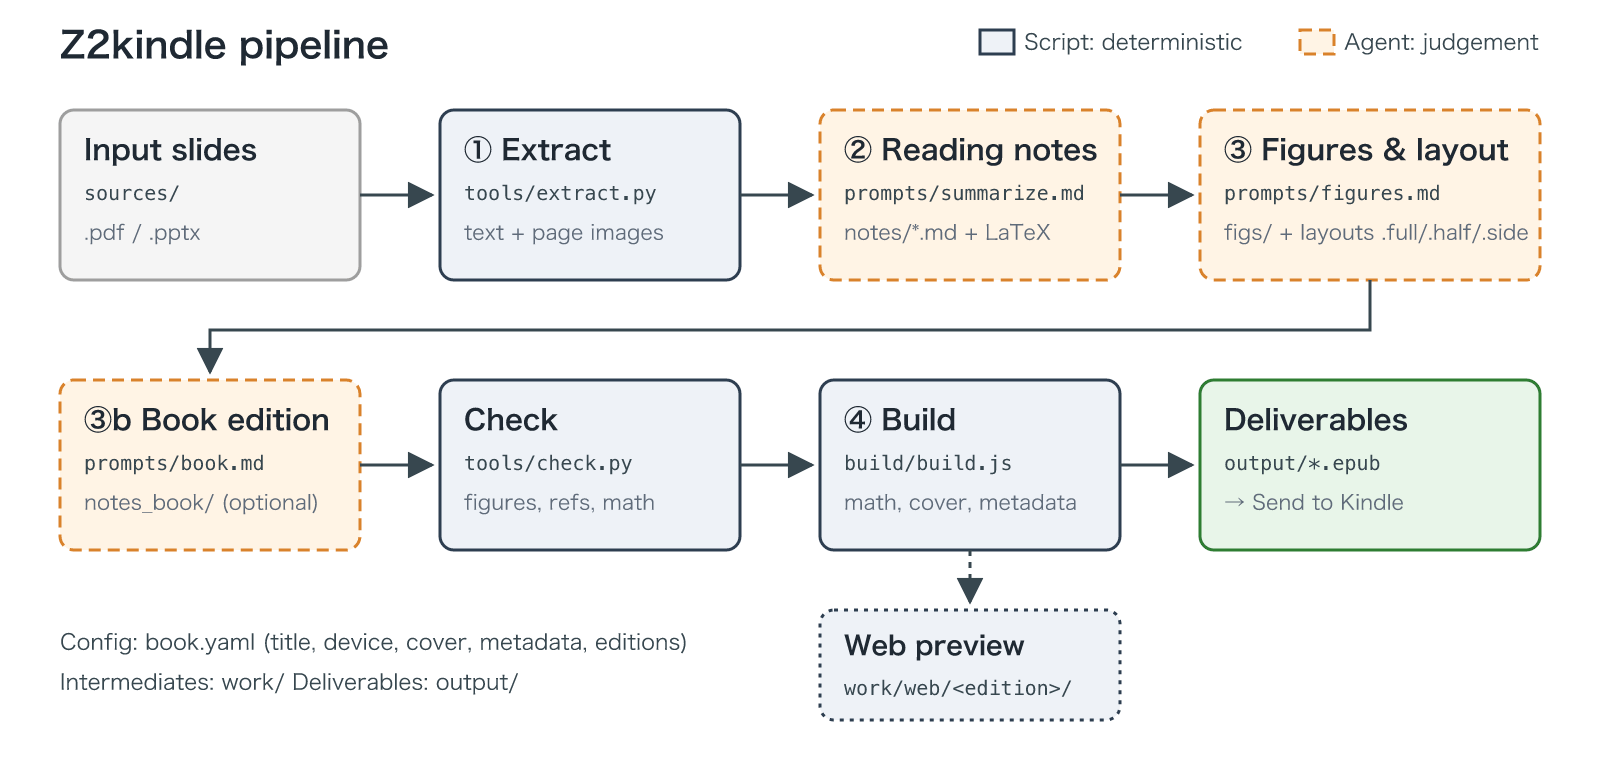 Z2kindle pipeline
Script: deterministic
Agent: judgement
Input slides
sources/
.pdf / .pptx
① Extract
tools/extract.py
text + page images
② Reading notes
prompts/summarize.md
notes/*.md + LaTeX
③ Figures & layout
prompts/figures.md
figs/ + layouts .full/.half/.side
③b Book edition
prompts/book.md
notes_book/ (optional)
Check
tools/check.py
figures, refs, math
④ Build
build/build.js
math, cover, metadata
Deliverables
output/*.epub
→ Send to Kindle
Web preview
work/web/<edition>/
Config: book.yaml (title, device, cover, metadata, editions)
Intermediates: work/ Deliverables: output/